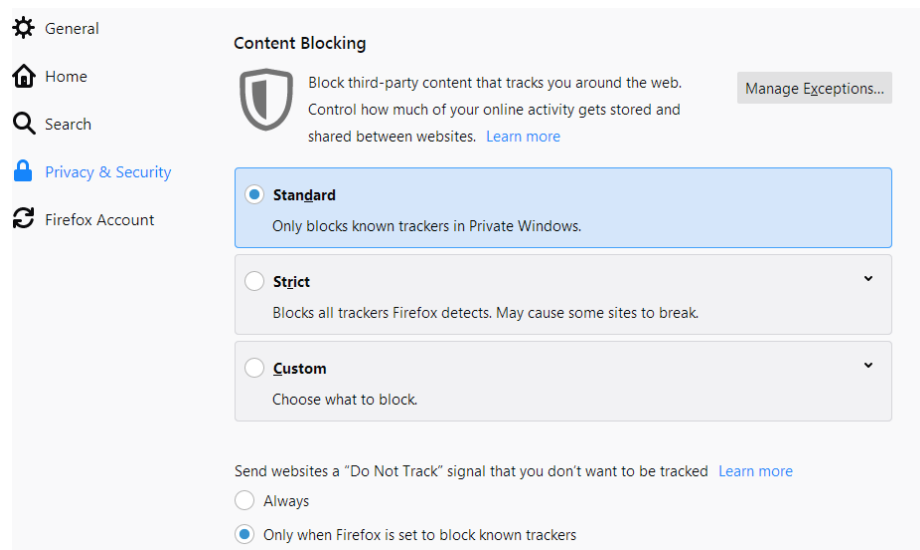 General
Home
Search
Privacy & Security
Firefox Account
Content Blocking
Block third-party content that tracks you around the web.
Control how much of your online activity gets stored and
shared between websites. Learn more
Manage Exceptions...
Standard
Only blocks known trackers in Private Windows.
Strict
Blocks all trackers Firefox detects. May cause some sites to break.
Custom
Choose what to block.
Send websites a “Do Not Track” signal that you don’t want to be tracked Learn more
Always
Only when Firefox is set to block known trackers